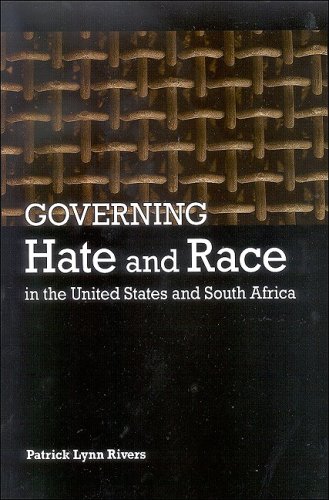 GOVERNING
Hate and Race
in the United States and South Africa
Patrick Lynn Rivers